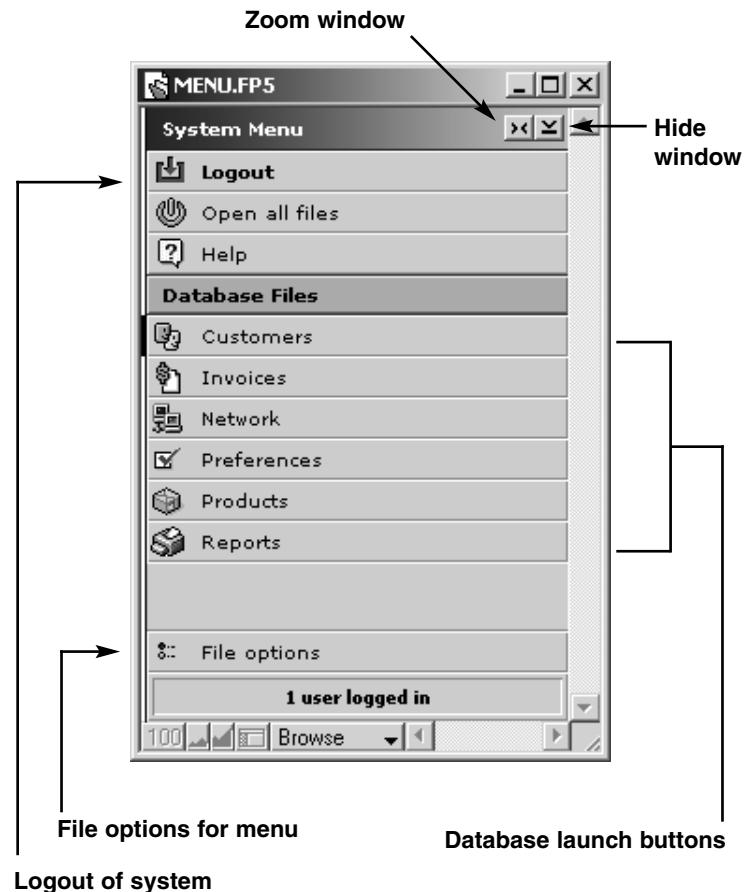 Zoom window
MENU.FP5
System Menu
Hide
window
Logout
Open all files
Help
Database Files
Customers
Invoices
Network
Preferences
Products
Reports
File options
1 user logged in
100
Browse
File options for menu
Database launch buttons
Logout of system